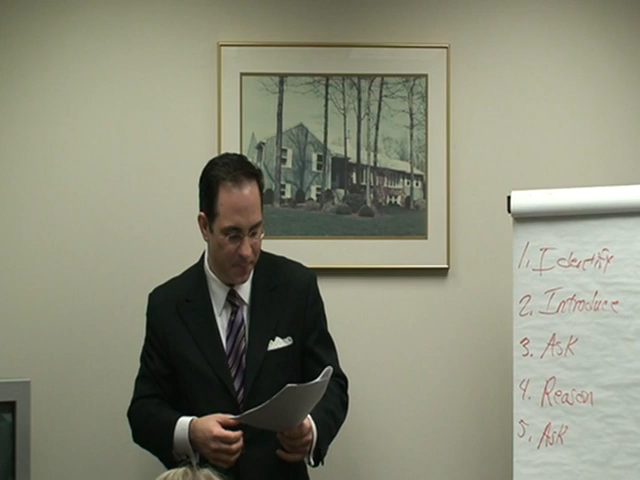 1. Identify
2. Introduce
3. Ask
4. Reason
5. Ask